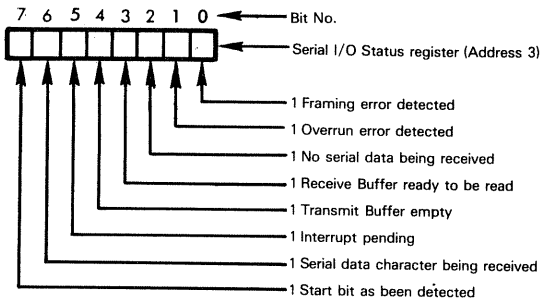 7 6 5 4 3 2 1 0 Bit No.
Serial I/O Status register (Address 3)
1 Framing error detected
1 Overrun error detected
1 No serial data being received
1 Receive Buffer ready to be read
1 Transmit Buffer empty
1 Interrupt pending
1 Serial data character being received
1 Start bit as been detected